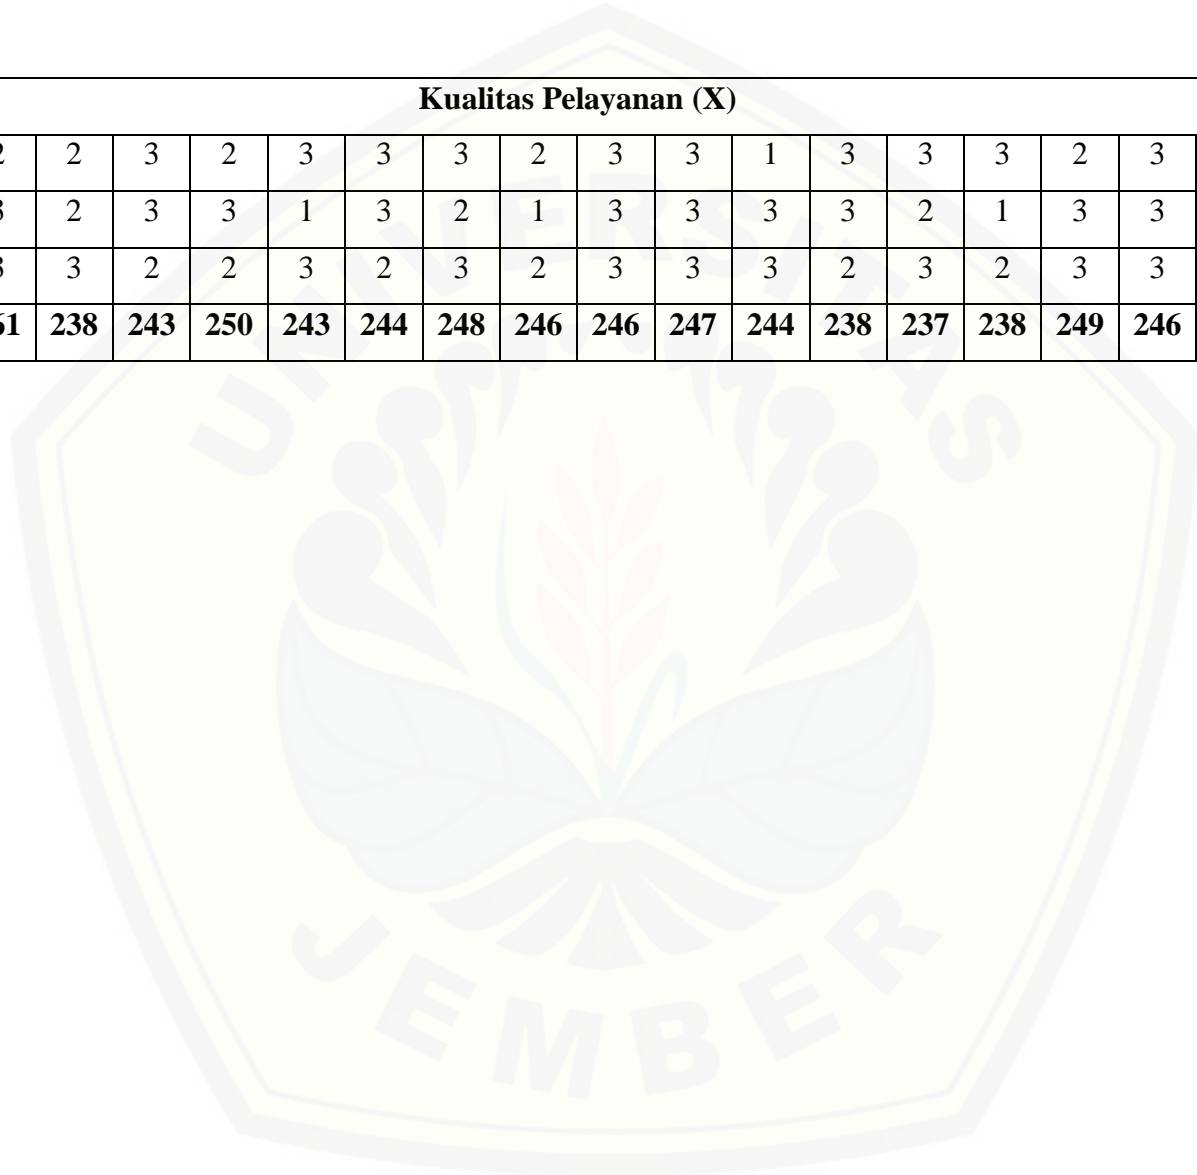 Kualitas Pelayanan (X)
2 3 2 3 3 3 2 3 3 1 3 3 3 2 3
2 3 3 1 3 2 1 3 3 3 3 2 1 3 3
3 2 2 3 2 3 2 3 3 3 2 3 2 3 3
238 243 250 243 244 248 246 246 247 244 238 237 238 249 246
UNIVERSITAS
JEMBER